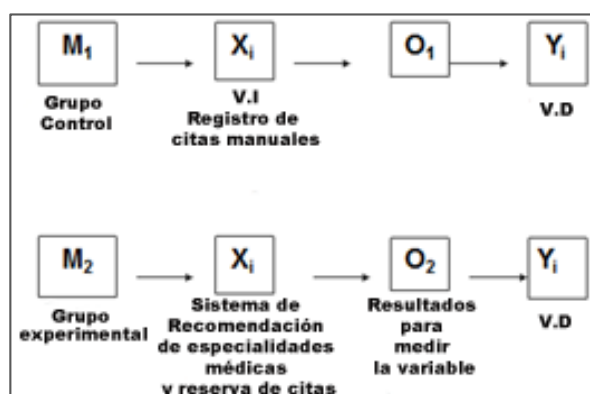 M₁ Xᵢ O₁ Yᵢ
Grupo
Control
V.I
Registro de
citas manuales
V.D
M₂ Xᵢ O₂ Yᵢ
Grupo
experimental
Sistema de
Recomendación
de especialidades
médicas
y reserva de citas
Resultados
para
medir
la variable
V.D